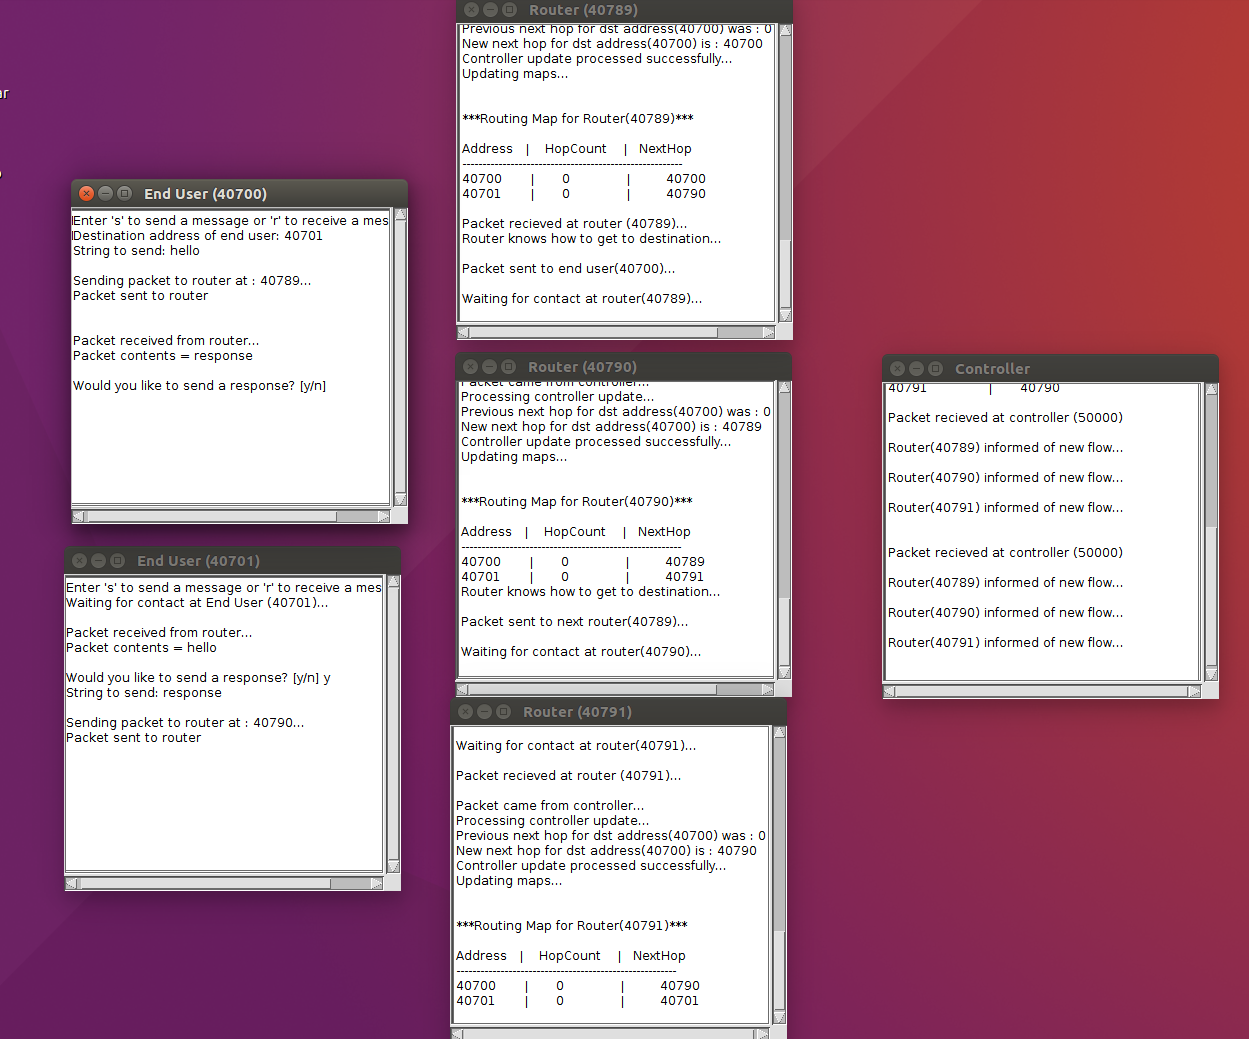 ar
End User (40700)
Enter 's' to send a message or 'r' to receive a mes
Destination address of end user: 40701
String to send: hello
Sending packet to router at : 40789...
Packet sent to router
Packet received from router...
Packet contents = response
Would you like to send a response? [y/n]
End User (40701)
Enter 's' to send a message or 'r' to receive a mes
Waiting for contact at End User (40701)...
Packet received from router...
Packet contents = hello
Would you like to send a response? [y/n] y
String to send: response
Sending packet to router at : 40790...
Packet sent to router
Router (40789)
Previous next hop for dst address(40700) was : 0
New next hop for dst address(40700) is : 40700
Controller update processed successfully...
Updating maps...
***Routing Map for Router(40789)***
Address | HopCount | NextHop
-------------------------------------------------------
40700 | 0 | 40700
40701 | 0 | 40790
Packet recieved at router (40789)...
Router knows how to get to destination...
Packet sent to end user(40700)...
Waiting for contact at router(40789)...
Router (40790)
Packet came from controller...
Processing controller update...
Previous next hop for dst address(40700) was : 0
New next hop for dst address(40700) is : 40789
Controller update processed successfully...
Updating maps...
***Routing Map for Router(40790)***
Address | HopCount | NextHop
-------------------------------------------------------
40700 | 0 | 40789
40701 | 0 | 40791
Router knows how to get to destination...
Packet sent to next router(40789)...
Waiting for contact at router(40790)...
Router (40791)
Waiting for contact at router(40791)...
Packet recieved at router (40791)...
Packet came from controller...
Processing controller update...
Previous next hop for dst address(40700) was : 0
New next hop for dst address(40700) is : 40790
Controller update processed successfully...
Updating maps...
***Routing Map for Router(40791)***
Address | HopCount | NextHop
-------------------------------------------------------
40700 | 0 | 40790
40701 | 0 | 40701
Controller
40791 | 40790
Packet recieved at controller (50000)
Router(40789) informed of new flow...
Router(40790) informed of new flow...
Router(40791) informed of new flow...
Packet recieved at controller (50000)
Router(40789) informed of new flow...
Router(40790) informed of new flow...
Router(40791) informed of new flow...